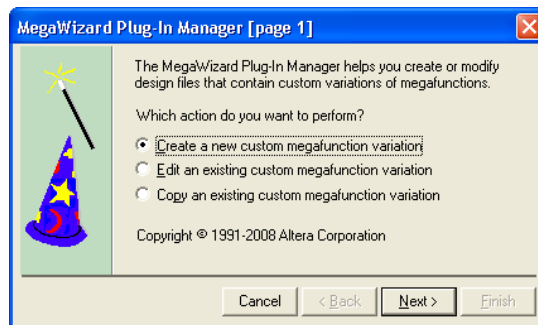 MegaWizard Plug-In Manager [page 1]
The MegaWizard Plug-In Manager helps you create or modify
design files that contain custom variations of megafunctions.
Which action do you want to perform?
Create a new custom megafunction variation
Edit an existing custom megafunction variation
Copy an existing custom megafunction variation
Copyright © 1991-2008 Altera Corporation
Cancel < Back Next > Finish